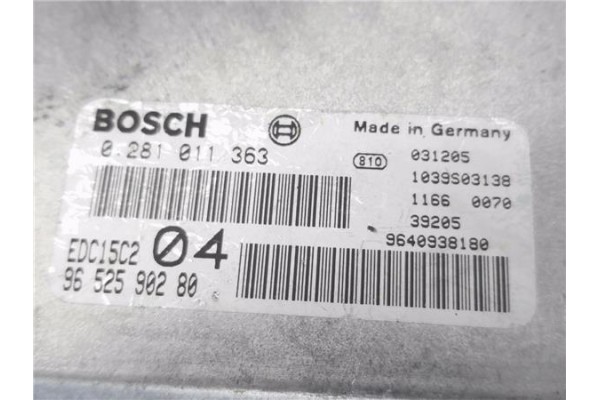 BOSCH
Made in Germany
0 281 011 363
810
031205
1039S03138
1166 0070
39205
9640938180
EDC15C2
04
96 525 902 80